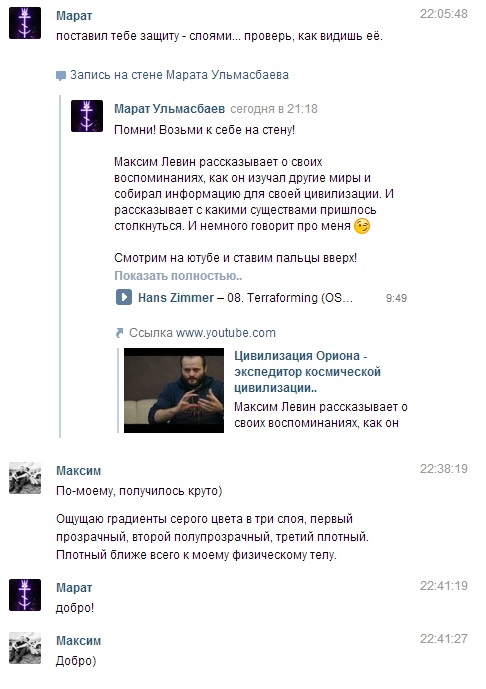 Марат 22:05:48
поставил тебе защиту - слоями... проверь, как видишь её.
Запись на стене Марата Ульмасбаева
Марат Ульмасбаев сегодня в 21:18
Помни! Возьми к себе на стену!
Максим Левин рассказывает о своих
воспоминаниях, как он изучал другие миры и
собирал информацию для своей цивилизации. И
рассказывает с какими существами пришлось
столкнуться. И немного говорит про меня 😉
Смотрим на ютубе и ставим пальцы вверх!
Показать полностью..
Hans Zimmer – 08. Terraforming (OS... 9:49
Ссылка www.youtube.com
Цивилизация Ориона -
экспедитор космической
цивилизации..
Максим Левин рассказывает о
своих воспоминаниях, как он
Максим 22:38:19
По-моему, получилось круто)
Ощущаю градиенты серого цвета в три слоя, первый
прозрачный, второй полупрозрачный, третий плотный.
Плотный ближе всего к моему физическому телу.
Марат 22:41:19
добро!
Максим 22:41:27
Добро)